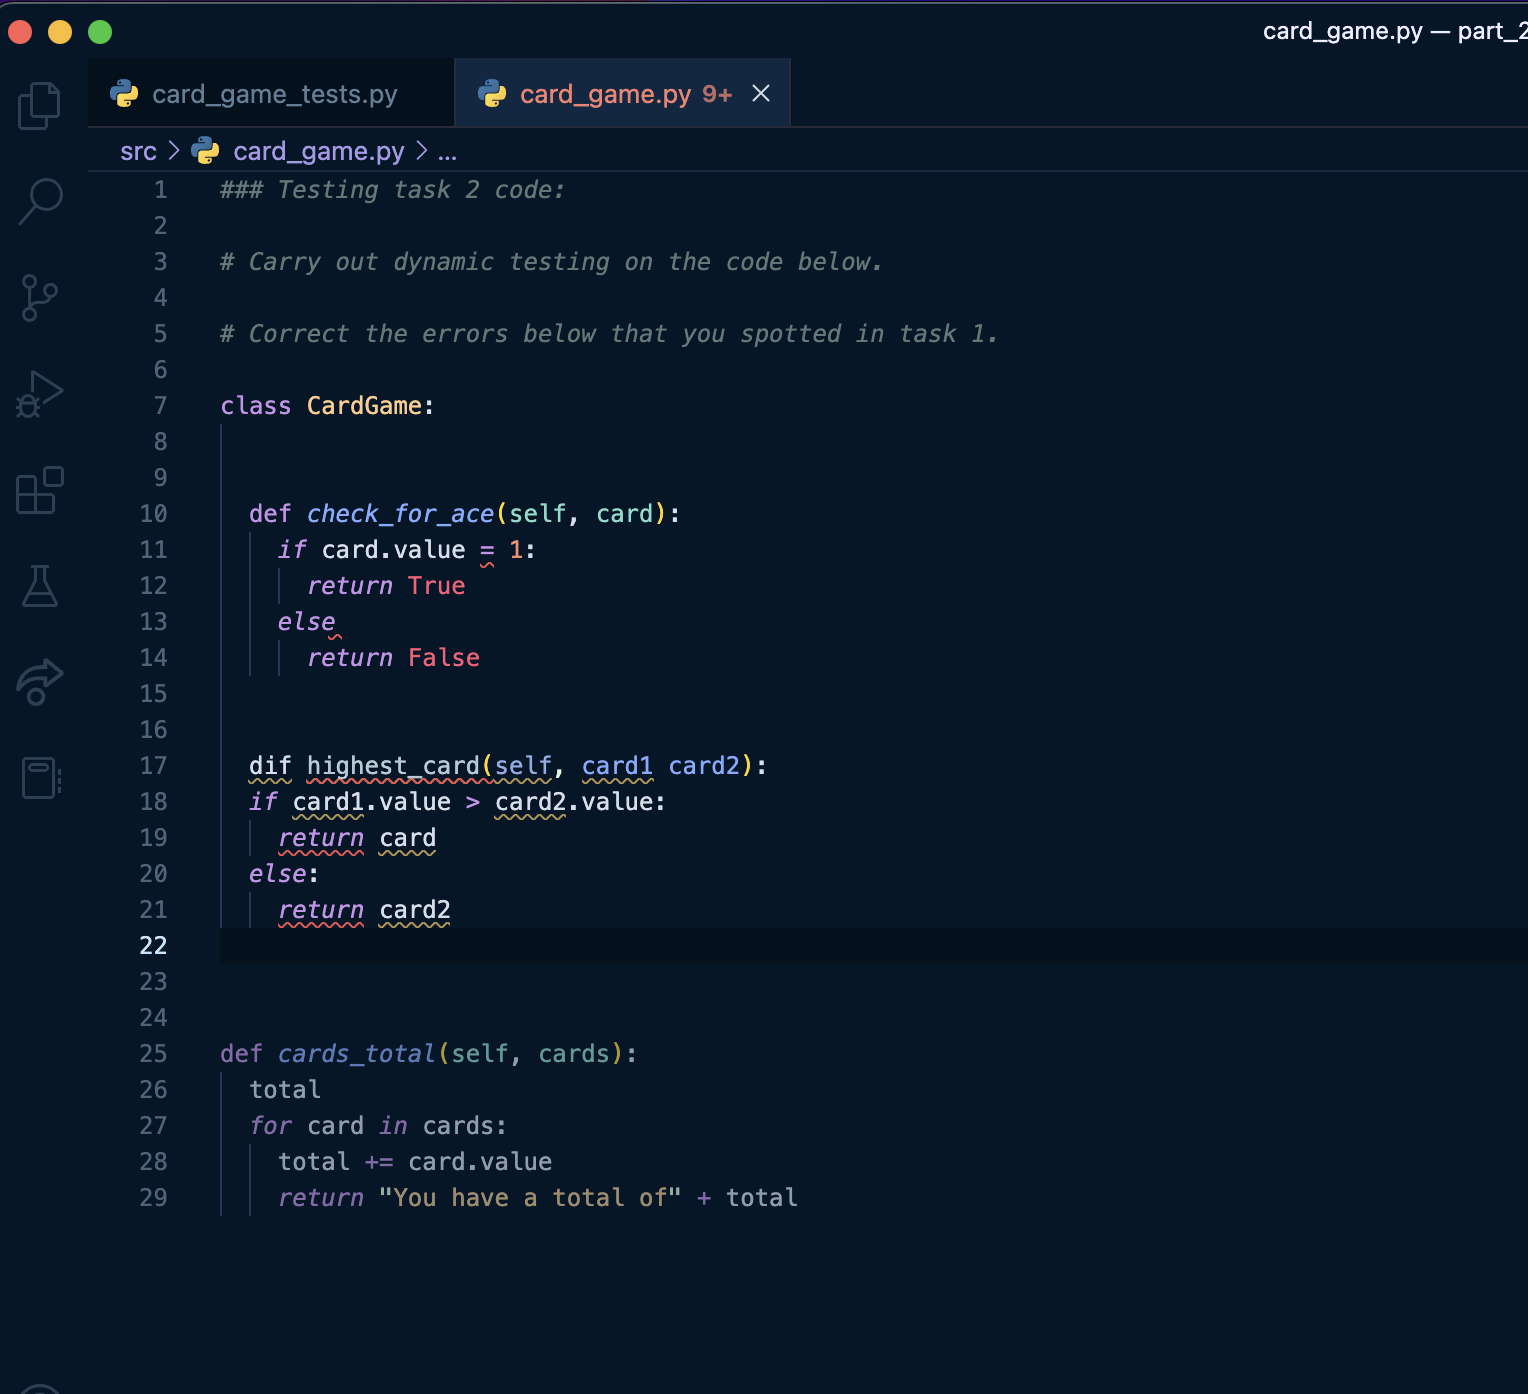 card_game.py — part_2
card_game_tests.py
card_game.py 9+
src > card_game.py > ...
1 ### Testing task 2 code:
2
3 # Carry out dynamic testing on the code below.
4
5 # Correct the errors below that you spotted in task 1.
6
7 class CardGame:
8
9
10 def check_for_ace(self, card):
11 if card.value = 1:
12 return True
13 else
14 return False
15
16
17 dif highest_card(self, card1 card2):
18 if card1.value > card2.value:
19 return card
20 else:
21 return card2
22
23
24
25 def cards_total(self, cards):
26 total
27 for card in cards:
28 total += card.value
29 return "You have a total of" + total